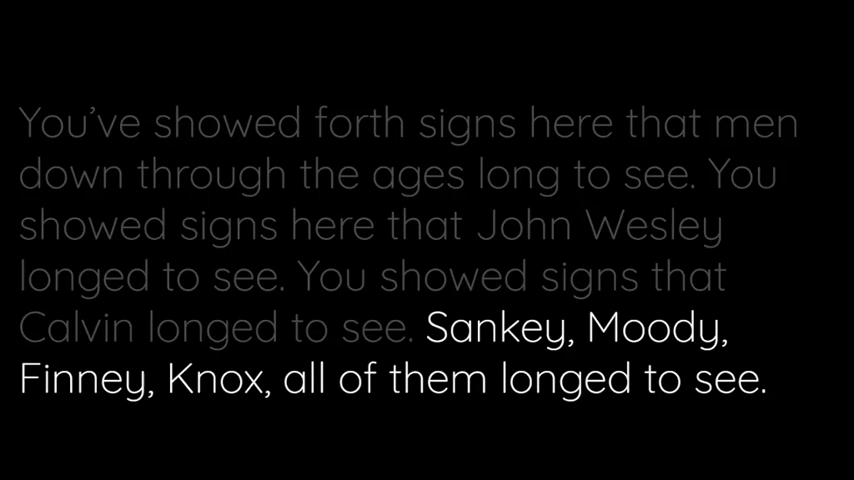 You’ve showed forth signs here that men
down through the ages long to see. You
showed signs here that John Wesley
longed to see. You showed signs that
Calvin longed to see. Sankey, Moody,
Finney, Knox, all of them longed to see.